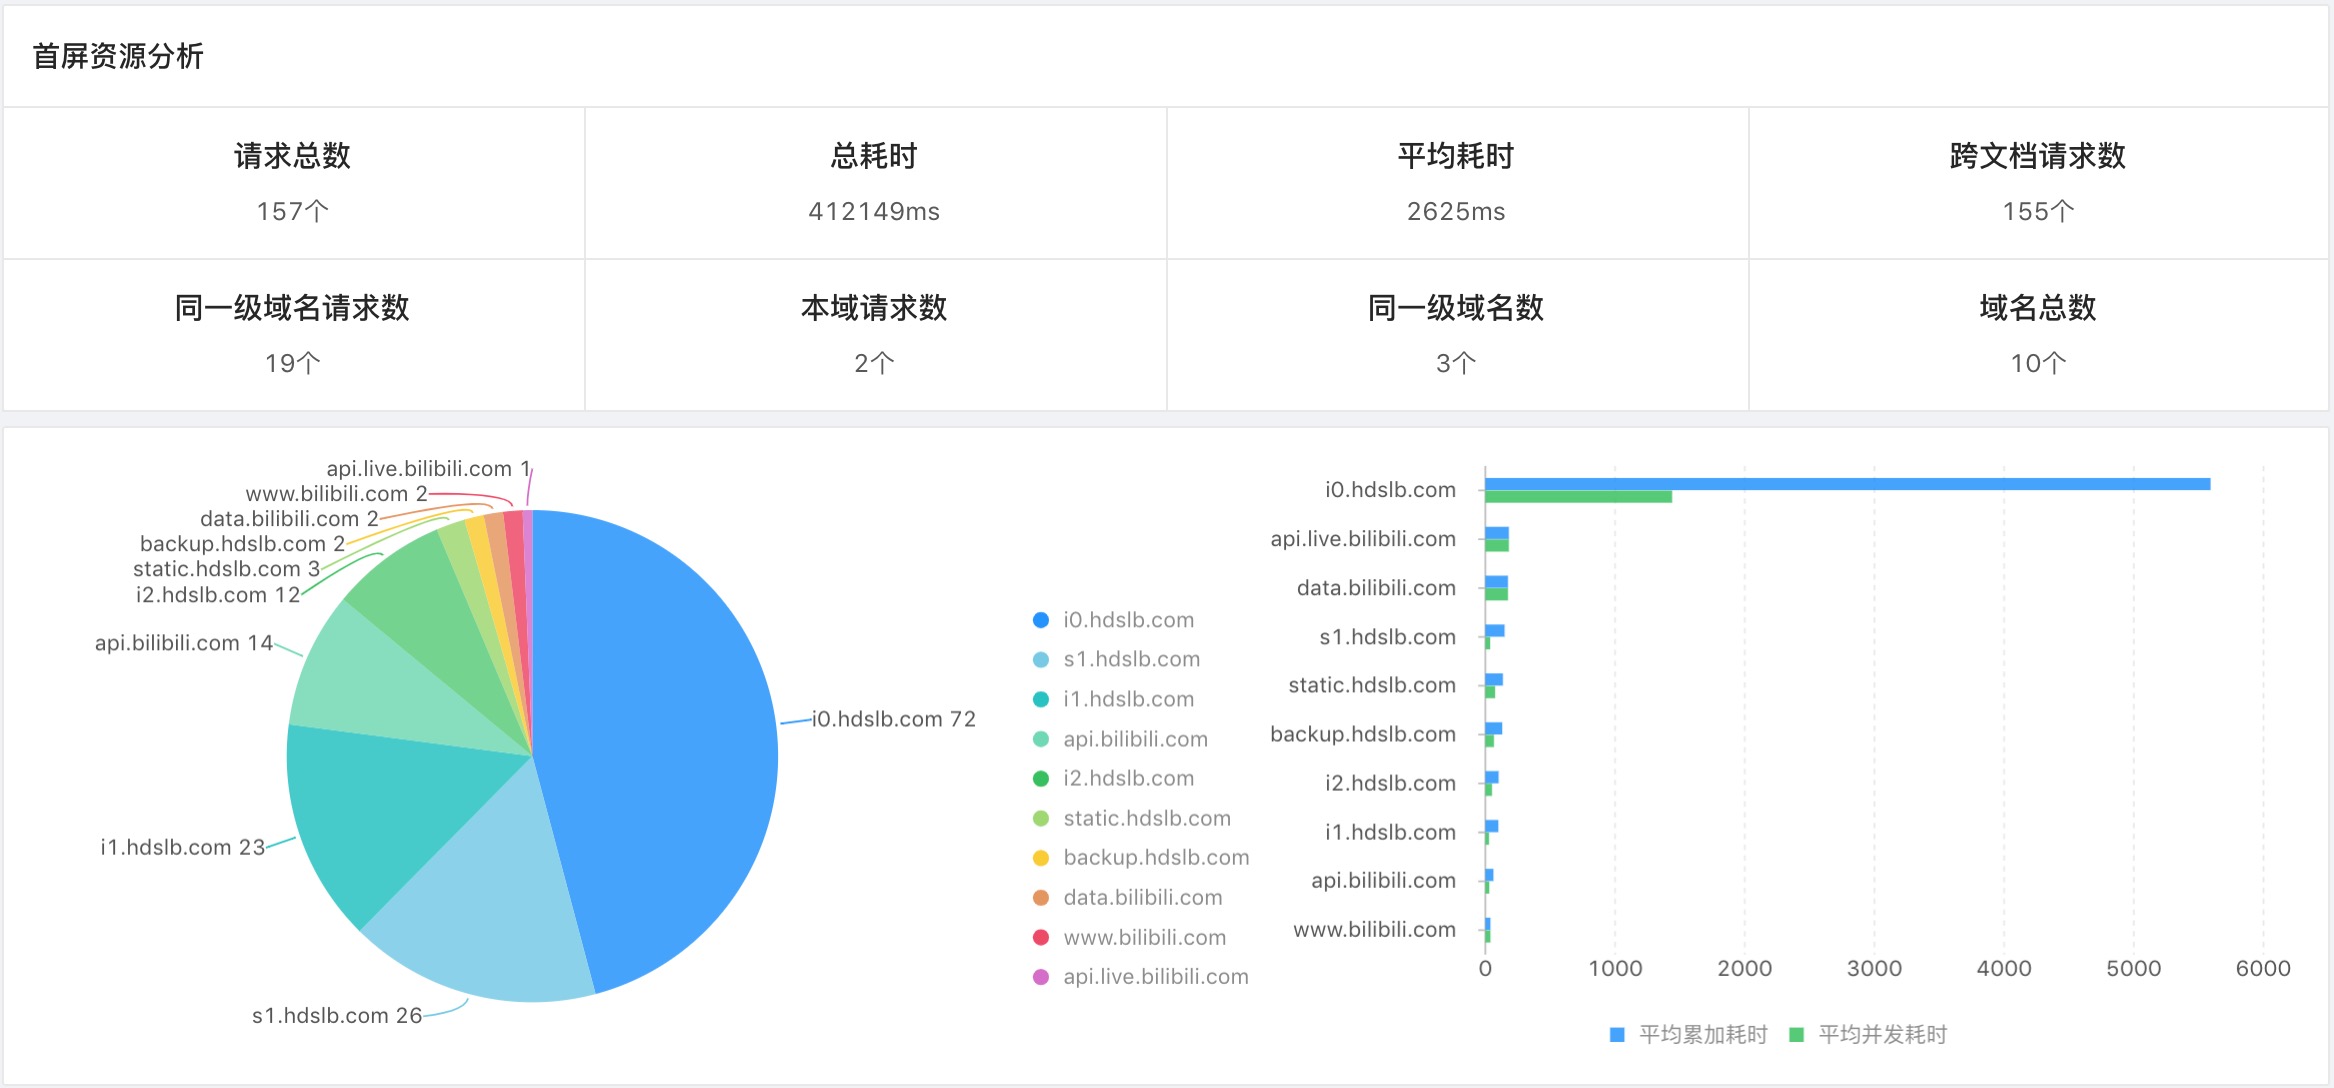 首屏资源分析
请求总数
157个
总耗时
412149ms
平均耗时
2625ms
跨文档请求数
155个
同一级域名请求数
19个
本域请求数
2个
同一级域名数
3个
域名总数
10个
api.live.bilibili.com 1
www.bilibili.com 2
data.bilibili.com 2
backup.hdslb.com 2
static.hdslb.com 3
i2.hdslb.com 12
api.bilibili.com 14
i0.hdslb.com 72
i1.hdslb.com 23
s1.hdslb.com 26
i0.hdslb.com
s1.hdslb.com
i1.hdslb.com
api.bilibili.com
i2.hdslb.com
static.hdslb.com
backup.hdslb.com
data.bilibili.com
www.bilibili.com
api.live.bilibili.com
i0.hdslb.com
api.live.bilibili.com
data.bilibili.com
s1.hdslb.com
static.hdslb.com
backup.hdslb.com
i2.hdslb.com
i1.hdslb.com
api.bilibili.com
www.bilibili.com
0 1000 2000 3000 4000 5000 6000
平均累加耗时 平均并发耗时